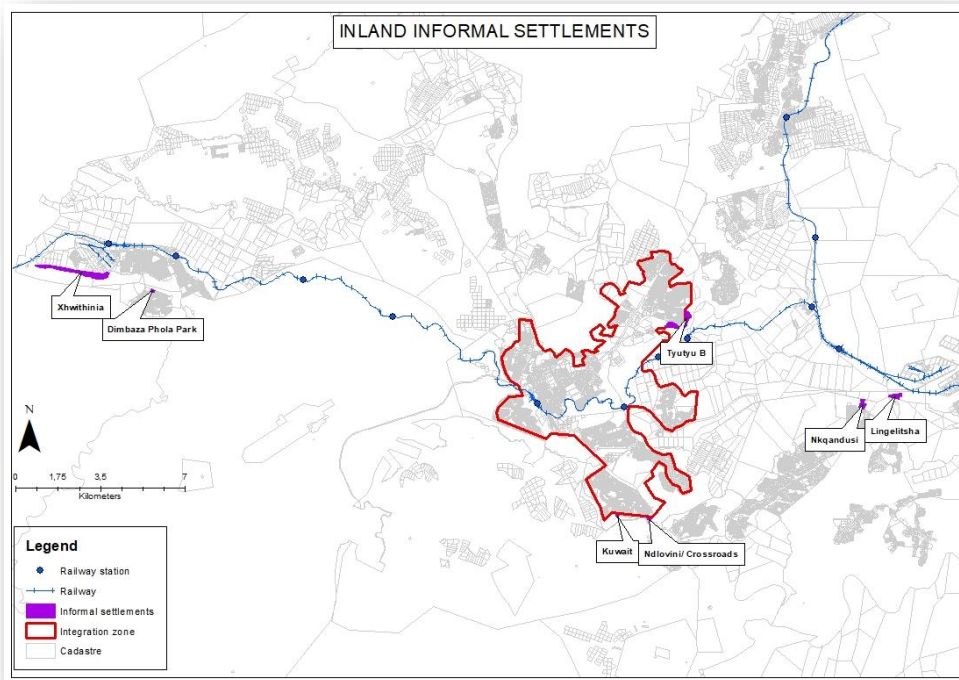 INLAND INFORMAL SETTLEMENTS
Xhwithinia
Dimbaza Phola Park
Tyutyu B
Nkqandusi
Lingelitsha
Kuwait
Ndlovini/ Crossroads
N
0 1,75 3,5 7
Kilometers
Legend
Railway station
Railway
Informal settlements
Integration zone
Cadastre